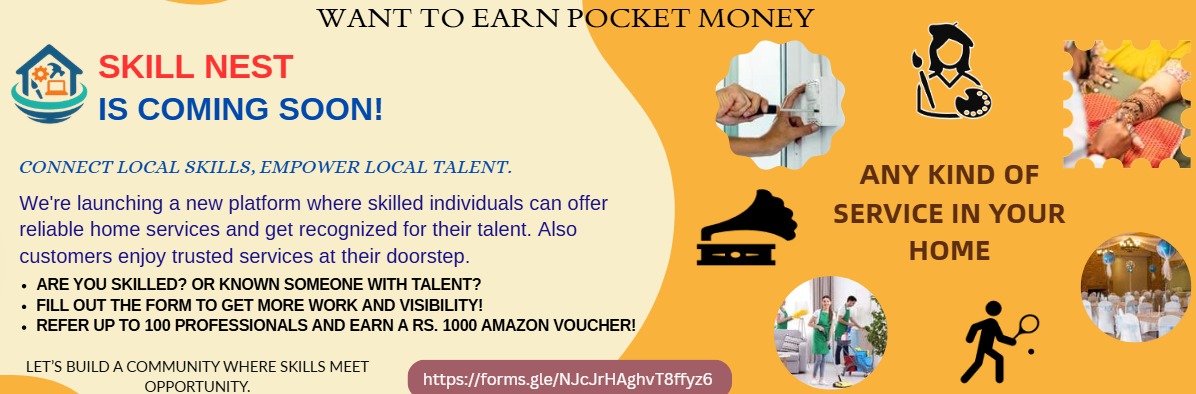 WANT TO EARN POCKET MONEY
SKILL NEST
IS COMING SOON!
CONNECT LOCAL SKILLS, EMPOWER LOCAL TALENT.
We're launching a new platform where skilled individuals can offer
reliable home services and get recognized for their talent. Also
customers enjoy trusted services at their doorstep.
• ARE YOU SKILLED? OR KNOWN SOMEONE WITH TALENT?
• FILL OUT THE FORM TO GET MORE WORK AND VISIBILITY!
• REFER UP TO 100 PROFESSIONALS AND EARN A RS. 1000 AMAZON VOUCHER!
LET'S BUILD A COMMUNITY WHERE SKILLS MEET
OPPORTUNITY.
https://forms.gle/NJcJrHAghvT8ffyz6
ANY KIND OF
SERVICE IN YOUR
HOME